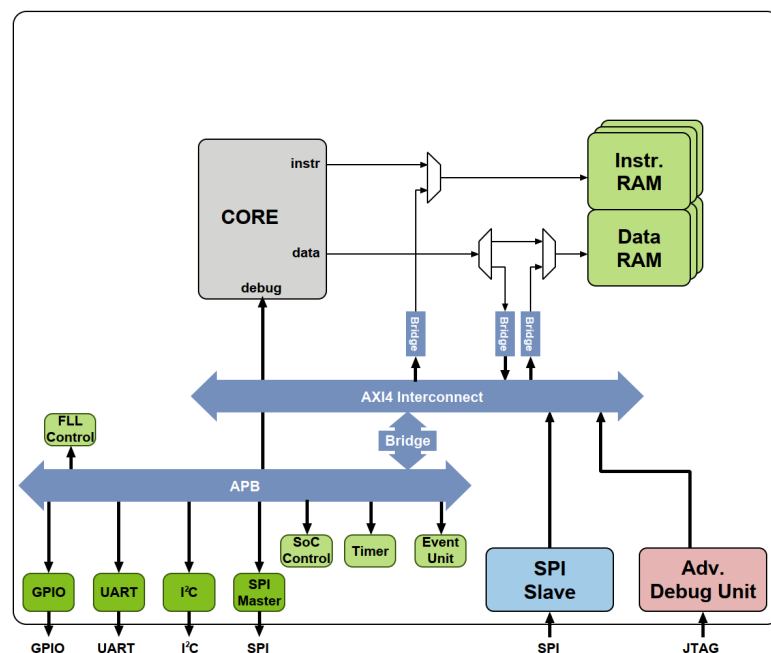 instr
CORE
data
debug
Instr.
RAM
Data
RAM
Bridge
Bridge
Bridge
AXI4 Interconnect
FLL
Control
Bridge
APB
SoC
Control
Timer
Event
Unit
GPIO
UART
I²C
SPI
Master
SPI
Slave
Adv.
Debug Unit
GPIO
UART
I²C
SPI
SPI
JTAG